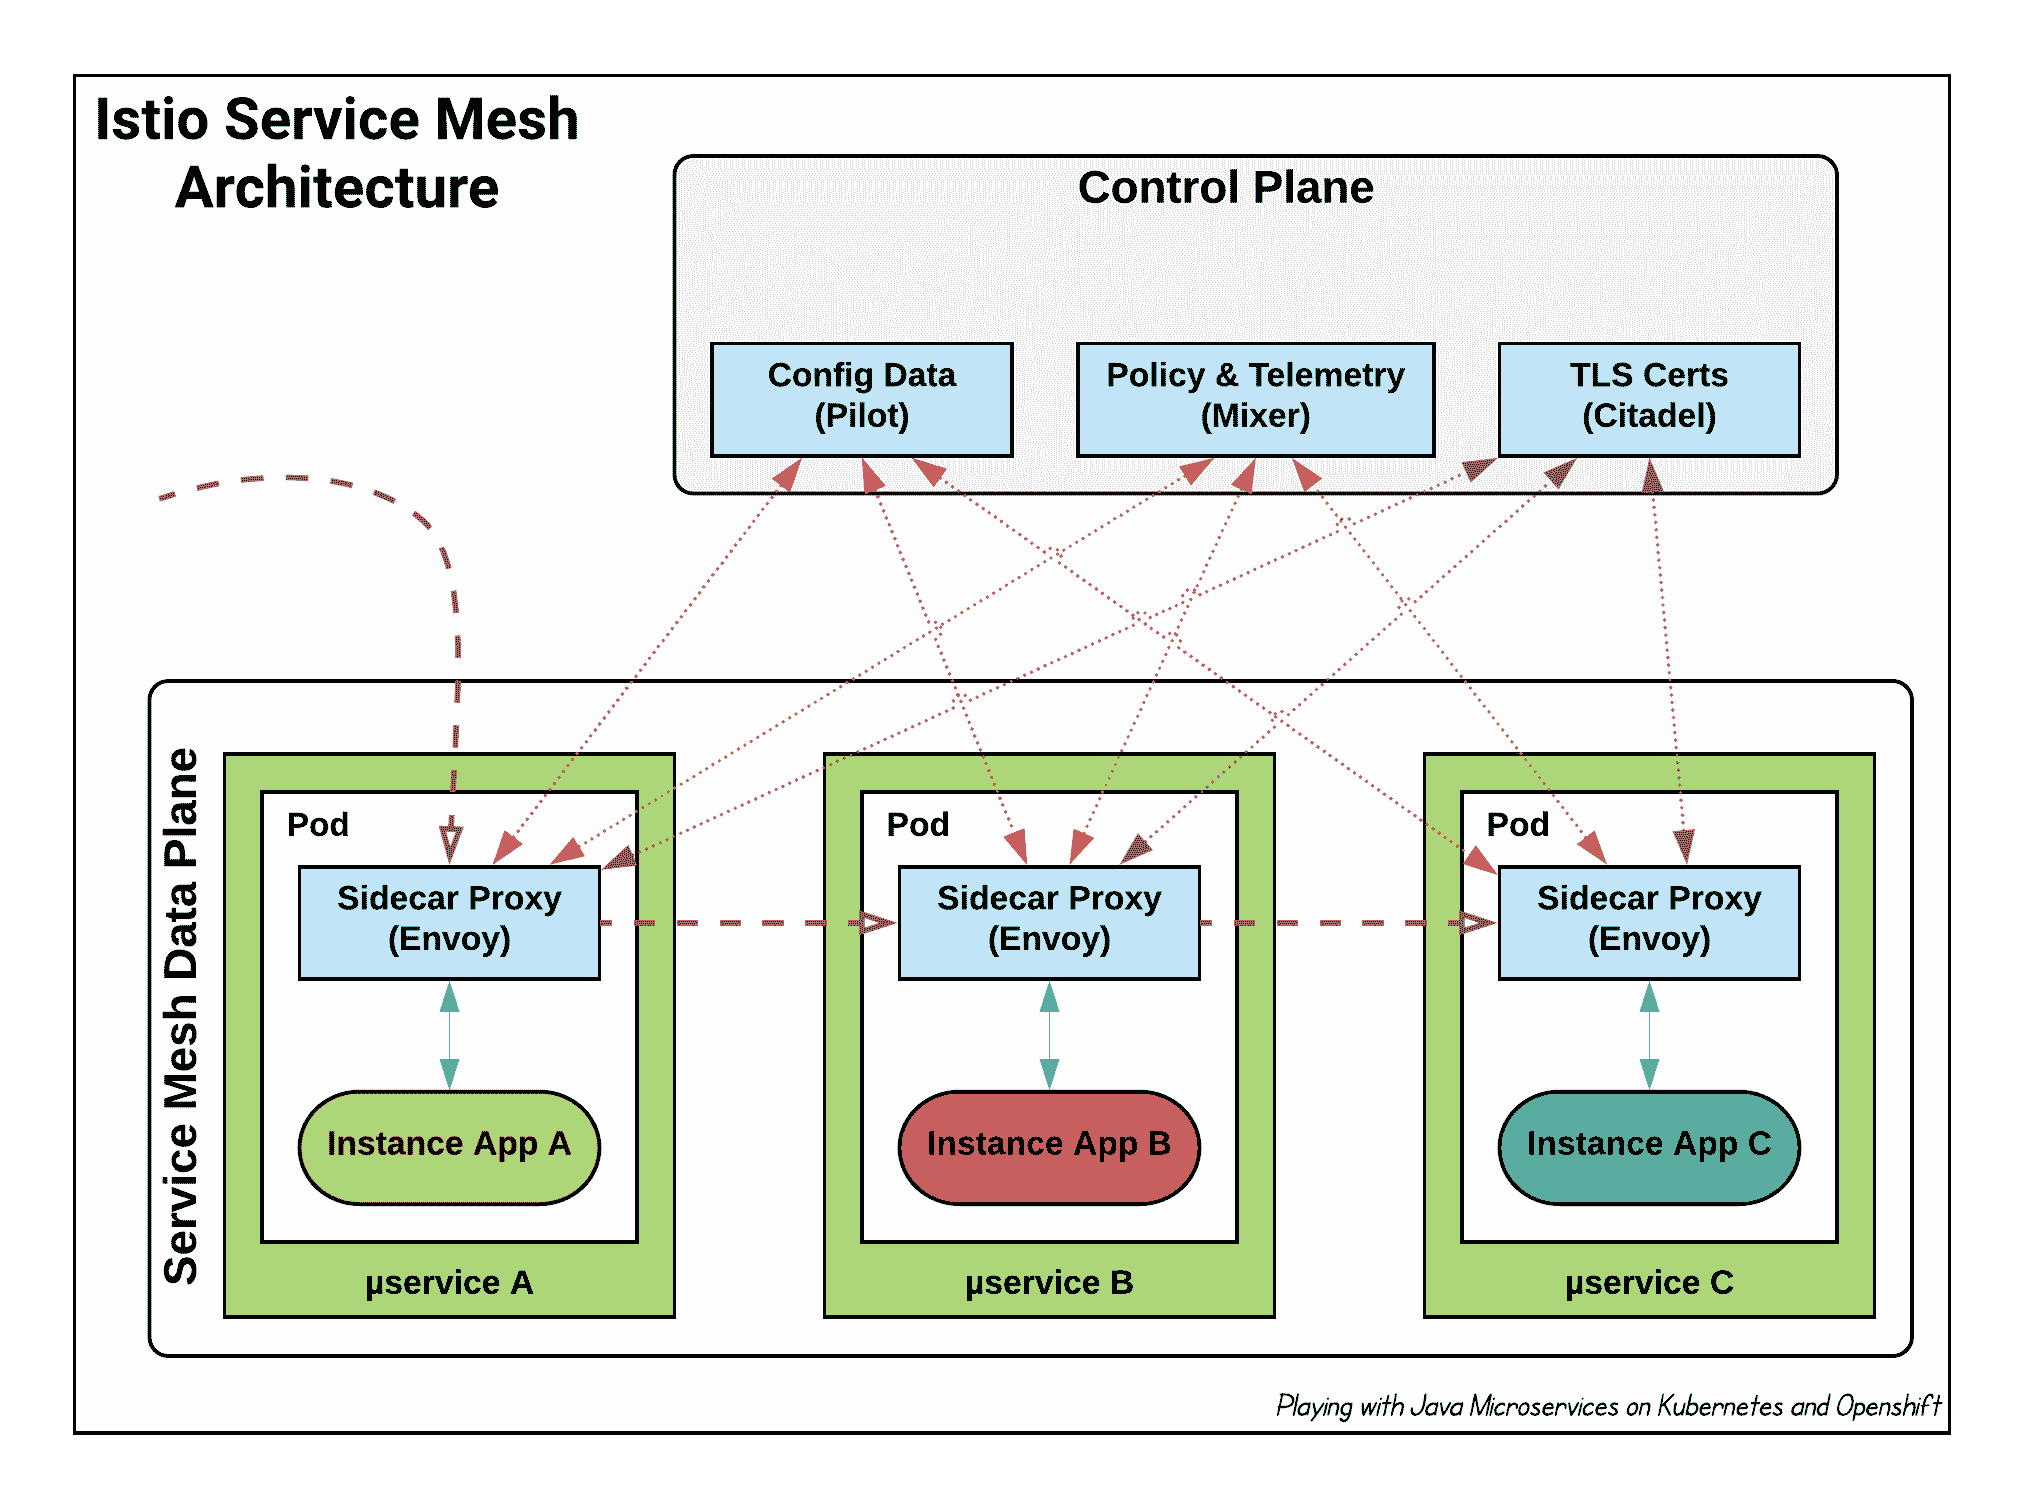 Istio Service Mesh
Architecture
Control Plane
Config Data
(Pilot)
Policy & Telemetry
(Mixer)
TLS Certs
(Citadel)
Service Mesh Data Plane
Pod
Sidecar Proxy
(Envoy)
Instance App A
µservice A
Pod
Sidecar Proxy
(Envoy)
Instance App B
µservice B
Pod
Sidecar Proxy
(Envoy)
Instance App C
µservice C
Playing with Java Microservices on Kubernetes and Openshift